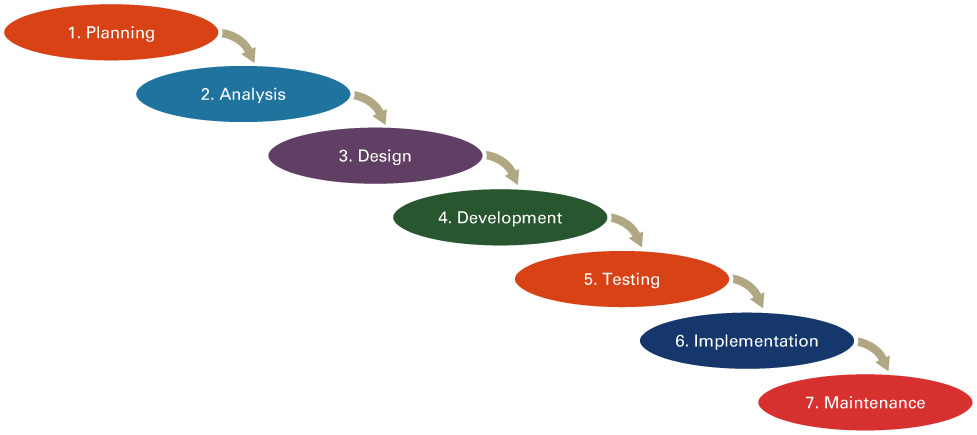 1. Planning
2. Analysis
3. Design
4. Development
5. Testing
6. Implementation
7. Maintenance